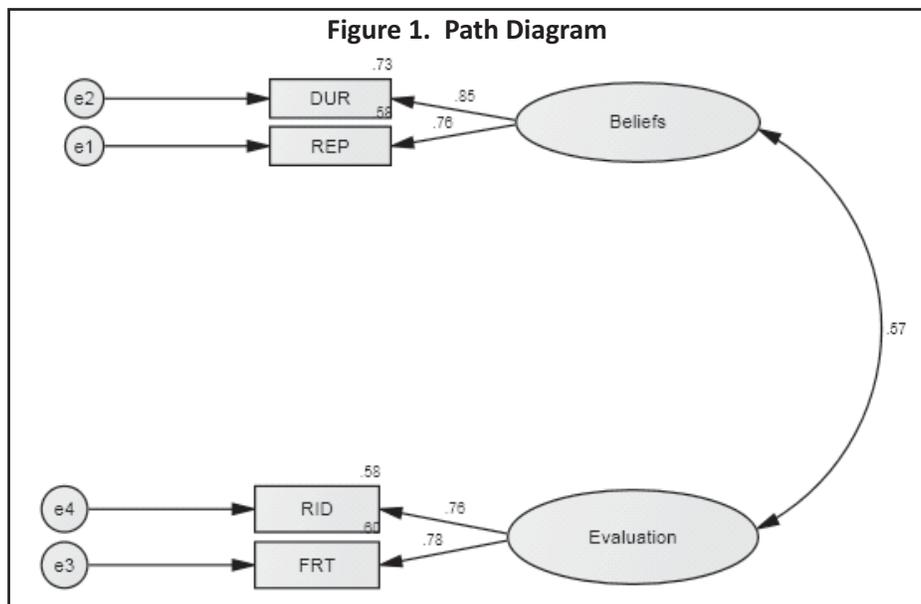 Figure 1. Path Diagram
.73
e2
DUR
.85
Beliefs
.58
e1
REP
.76
.57
.58
e4
RID
.76
Evaluation
.60
e3
FRT
.78